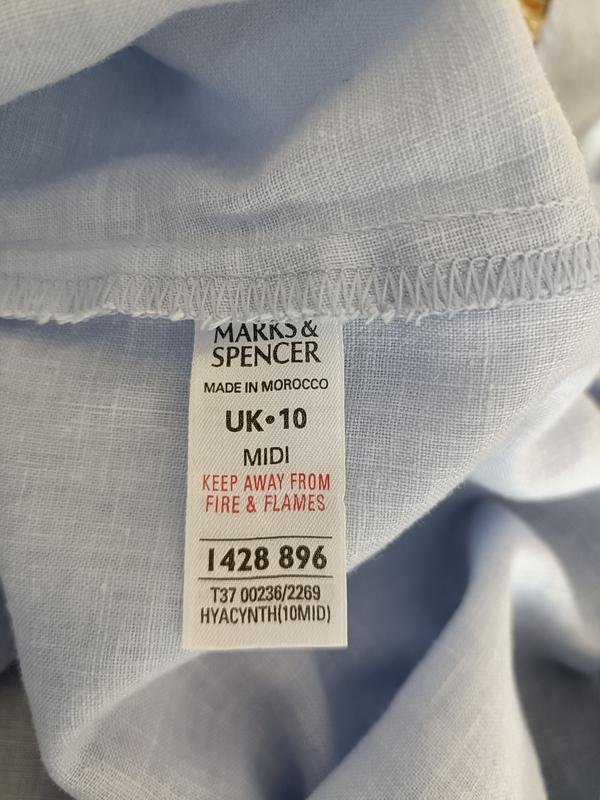 MARKS &
SPENCER
MADE IN MOROCCO
UK•10
MIDI
KEEP AWAY FROM
FIRE & FLAMES
1428 896
T37 00236/2269
HYACYNTH(10MID)